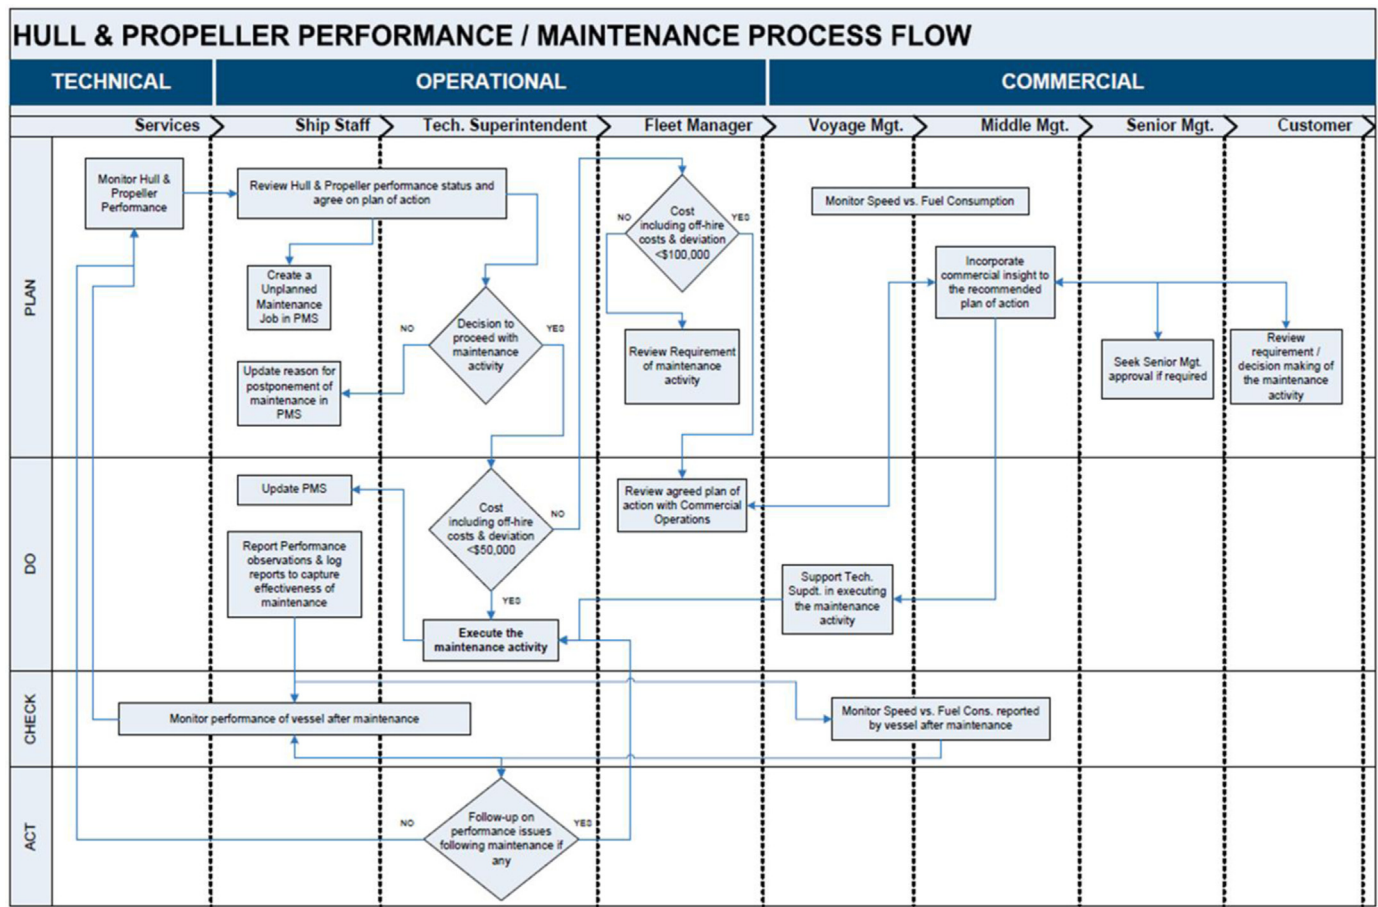 HULL & PROPELLER PERFORMANCE / MAINTENANCE PROCESS FLOW
TECHNICAL
OPERATIONAL
COMMERCIAL
Services
Ship Staff
Tech. Superintendent
Fleet Manager
Voyage Mgt.
Middle Mgt.
Senior Mgt.
Customer
PLAN
Monitor Hull &
Propeller
Performance
Review Hull & Propeller performance status and
agree on plan of action
Create a
Unplanned
Maintenance
Job in PMS
Update reason for
postponement of
maintenance in
PMS
NO
Decision to
proceed with
maintenance
activity
YES
NO
Cost
including off-hire
costs & deviation
<$100,000
YES
Review Requirement
of maintenance
activity
Monitor Speed vs. Fuel Consumption
Incorporate
commercial insight to
the recommended
plan of action
Seek Senior Mgt.
approval if required
Review
requirement /
decision making of
the maintenance
activity
DO
Update PMS
Report Performance
observations & log
reports to capture
effectiveness of
maintenance
Cost
including off-hire
costs & deviation
<$50,000
NO
YES
Execute the
maintenance activity
Review agreed plan of
action with Commercial
Operations
Support Tech.
Supdt. in executing
the maintenance
activity
CHECK
Monitor performance of vessel after maintenance
Monitor Speed vs. Fuel Cons. reported
by vessel after maintenance
ACT
NO
Follow-up on
performance issues
following maintenance if
any
YES